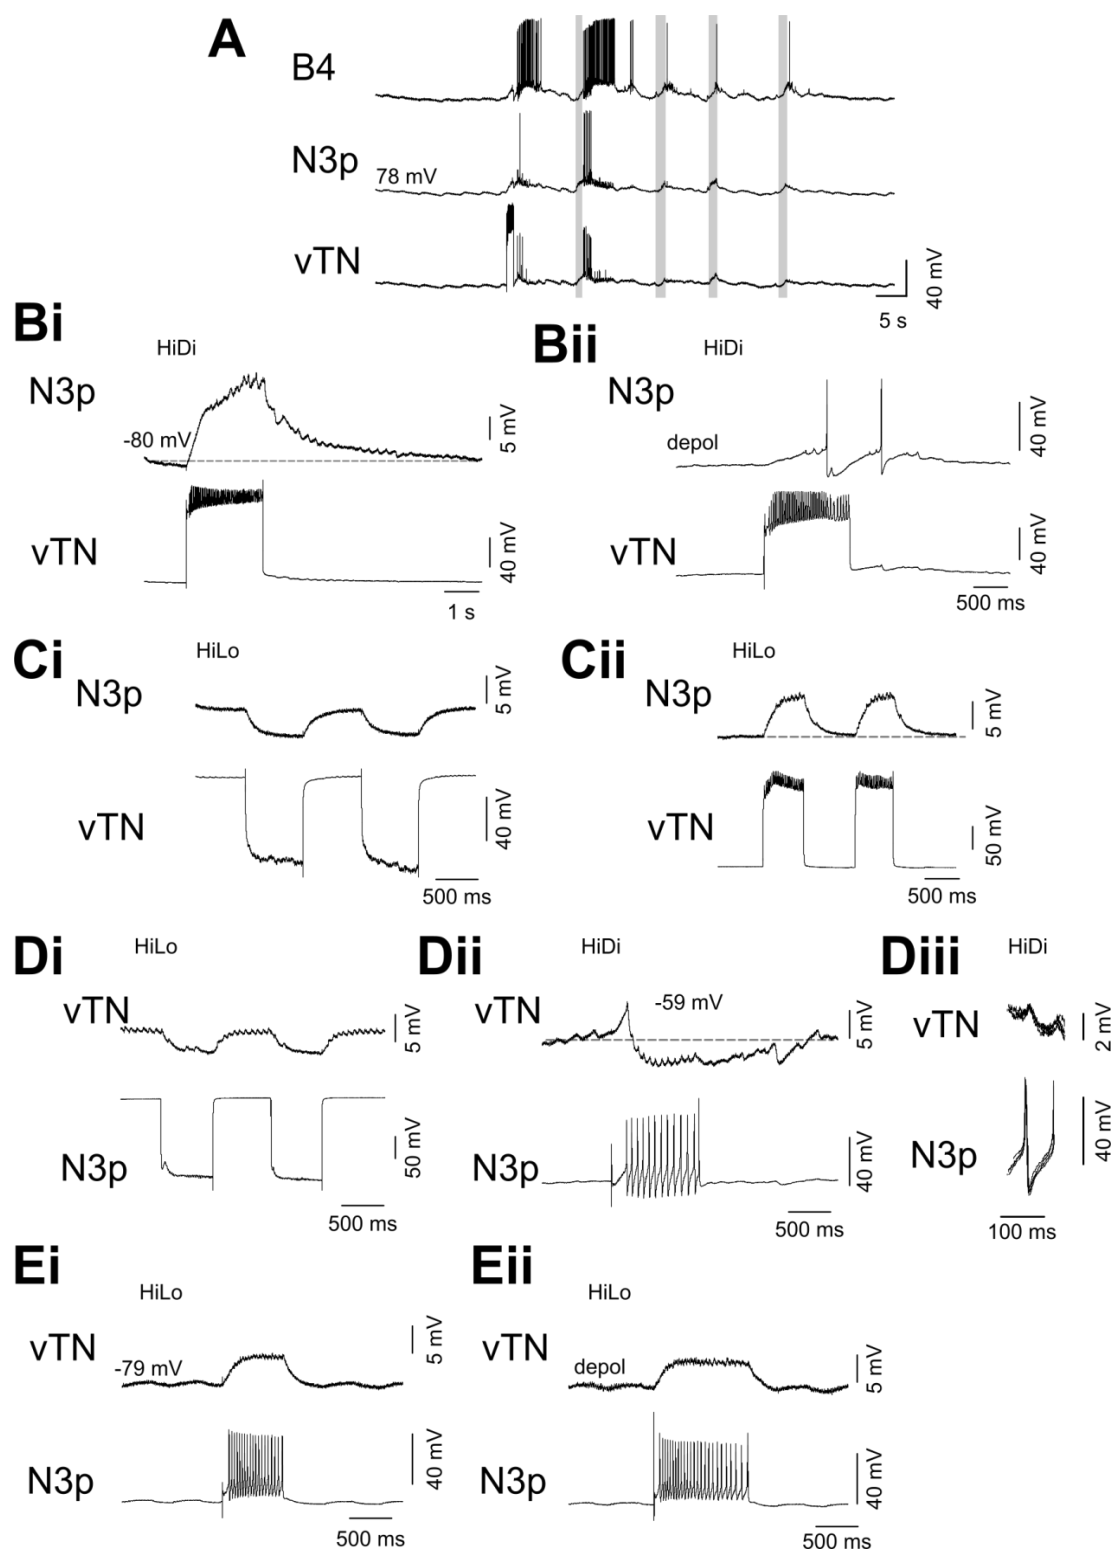 A
B4
N3p
78 mV
vTN
40 mV
5 s
Bi
HiDi
N3p
-80 mV
5 mV
vTN
40 mV
1 s
Bii
HiDi
N3p
depol
40 mV
vTN
40 mV
500 ms
Ci
HiLo
N3p
5 mV
vTN
40 mV
500 ms
Cii
HiLo
N3p
5 mV
vTN
50 mV
500 ms
Di
HiLo
vTN
5 mV
N3p
50 mV
500 ms
Dii
HiDi
vTN
-59 mV
5 mV
N3p
40 mV
500 ms
Diii
HiDi
vTN
2 mV
N3p
40 mV
100 ms
Ei
HiLo
vTN
-79 mV
5 mV
N3p
40 mV
500 ms
Eii
HiLo
vTN
depol
5 mV
N3p
40 mV
500 ms